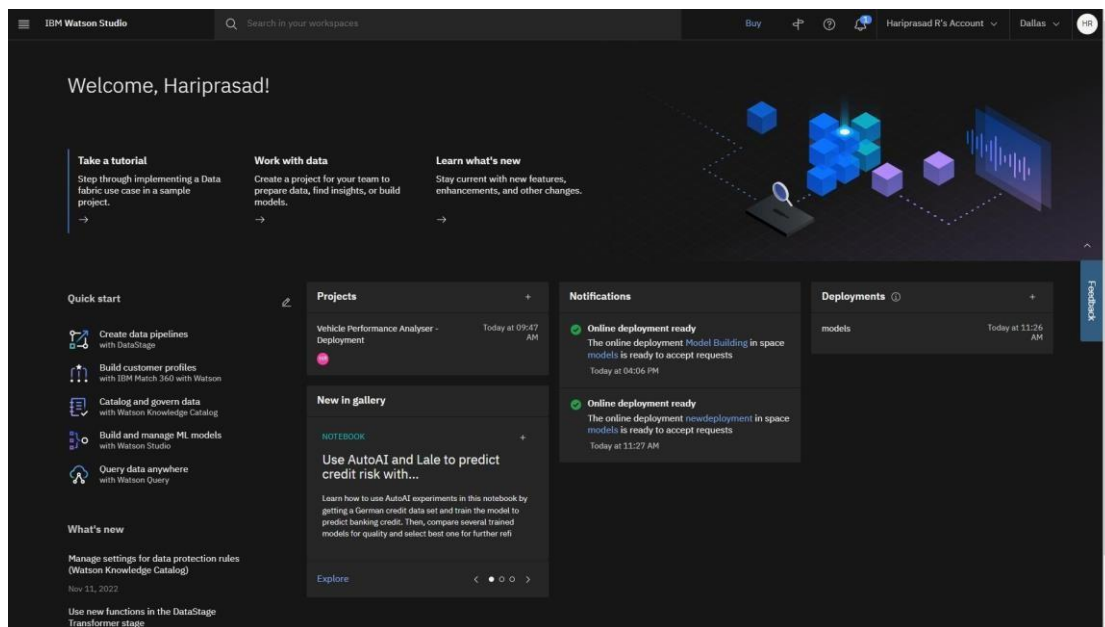 IBM Watson Studio
Search in your workspaces
Buy
1
Hariprasad R's Account
Dallas
HR
Welcome, Hariprasad!
Take a tutorial
Step through implementing a Data
fabric use case in a sample
project.
Work with data
Create a project for your team to
prepare data, find insights, or build
models.
Learn what's new
Stay current with new features,
enhancements, and other changes.
Feedback
Quick start
Create data pipelines
with DataStage
Build customer profiles
with IBM Match 360 with Watson
Catalog and govern data
with Watson Knowledge Catalog
Build and manage ML models
with Watson Studio
Query data anywhere
with Watson Query
What's new
Manage settings for data protection rules
(Watson Knowledge Catalog)
Nov 11, 2022
Use new functions in the DataStage
Transformer stage
Projects
Vehicle Performance Analyser -
Deployment
Today at 09:47
AM
New in gallery
NOTEBOOK
Use AutoAI and Lale to predict
credit risk with...
Learn how to use AutoAI experiments in this notebook by
getting a German credit data set and train the model to
predict banking credit. Then, compare several trained
models for quality and select best one for further refi
Explore
Notifications
Online deployment ready
The online deployment Model Building in space
models is ready to accept requests
Today at 04:06 PM
Online deployment ready
The online deployment newdeployment in space
models is ready to accept requests
Today at 11:27 AM
Deployments
models
Today at 11:26
AM